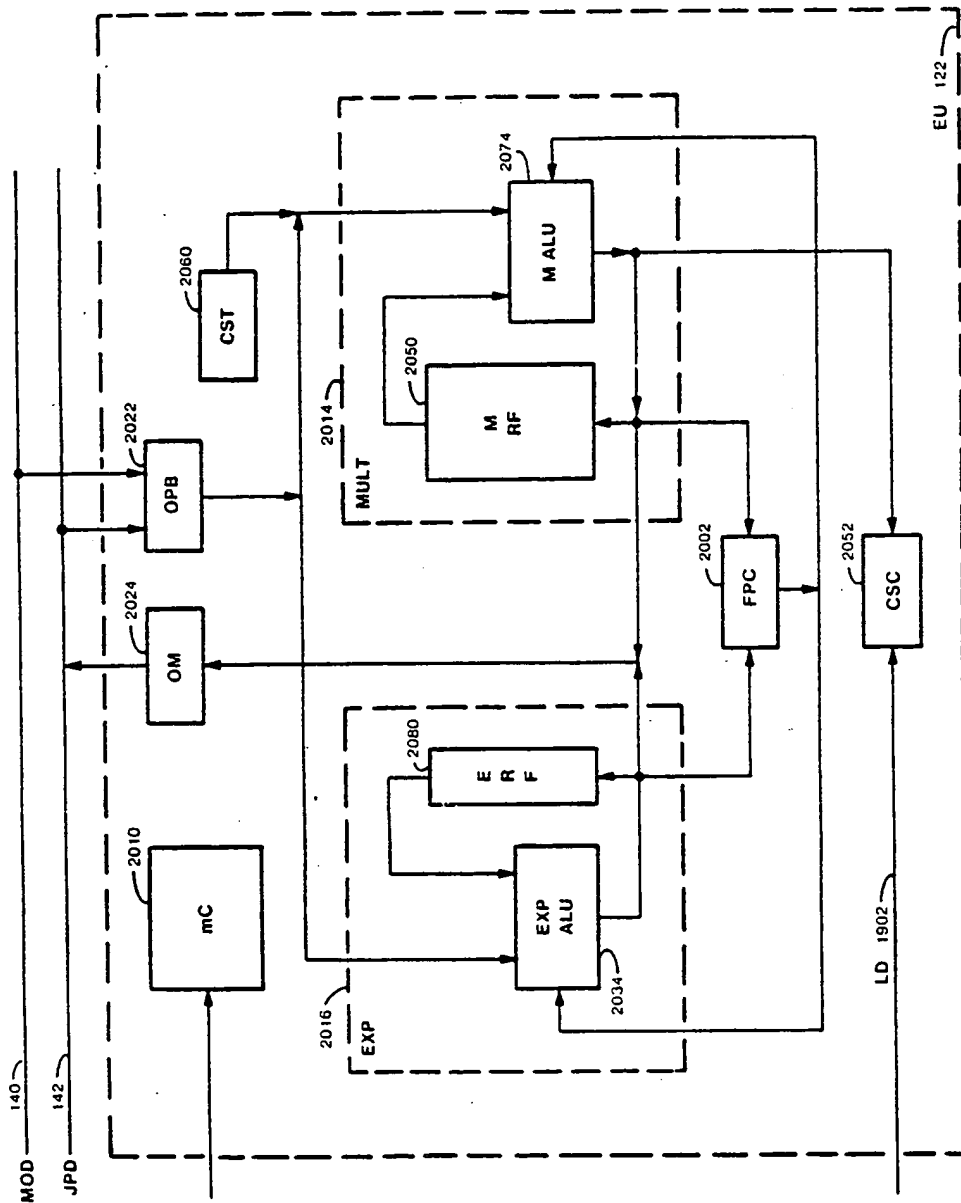 MOD
140
JPD
142
2010
mC
2024
OM
2022
OPB
2060
CST
2016
EXP
2080
E
R
F
EXP
ALU
2034
2014
MULT
2050
M
RF
2074
M ALU
2002
FPC
2052
CSC
LD 1902
EU 122